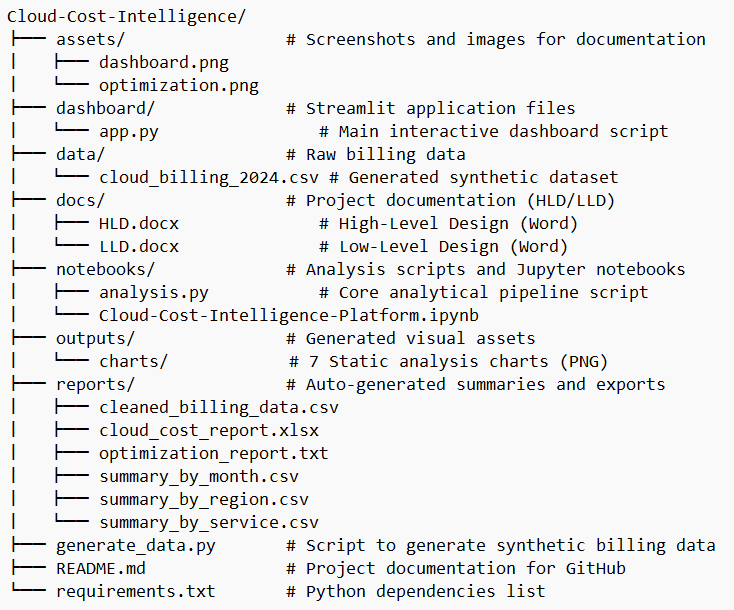 Cloud-Cost-Intelligence/
├── assets/                # Screenshots and images for documentation
│   ├── dashboard.png
│   └── optimization.png
├── dashboard/             # Streamlit application files
│   └── app.py                # Main interactive dashboard script
├── data/                  # Raw billing data
│   └── cloud_billing_2024.csv # Generated synthetic dataset
├── docs/                  # Project documentation (HLD/LLD)
│   ├── HLD.docx              # High-Level Design (Word)
│   └── LLD.docx              # Low-Level Design (Word)
├── notebooks/             # Analysis scripts and Jupyter notebooks
│   ├── analysis.py           # Core analytical pipeline script
│   └── Cloud-Cost-Intelligence-Platform.ipynb
├── outputs/               # Generated visual assets
│   └── charts/            # 7 Static analysis charts (PNG)
├── reports/               # Auto-generated summaries and exports
│   ├── cleaned_billing_data.csv
│   ├── cloud_cost_report.xlsx
│   ├── optimization_report.txt
│   ├── summary_by_month.csv
│   ├── summary_by_region.csv
│   └── summary_by_service.csv
├── generate_data.py       # Script to generate synthetic billing data
├── README.md              # Project documentation for GitHub
└── requirements.txt       # Python dependencies list